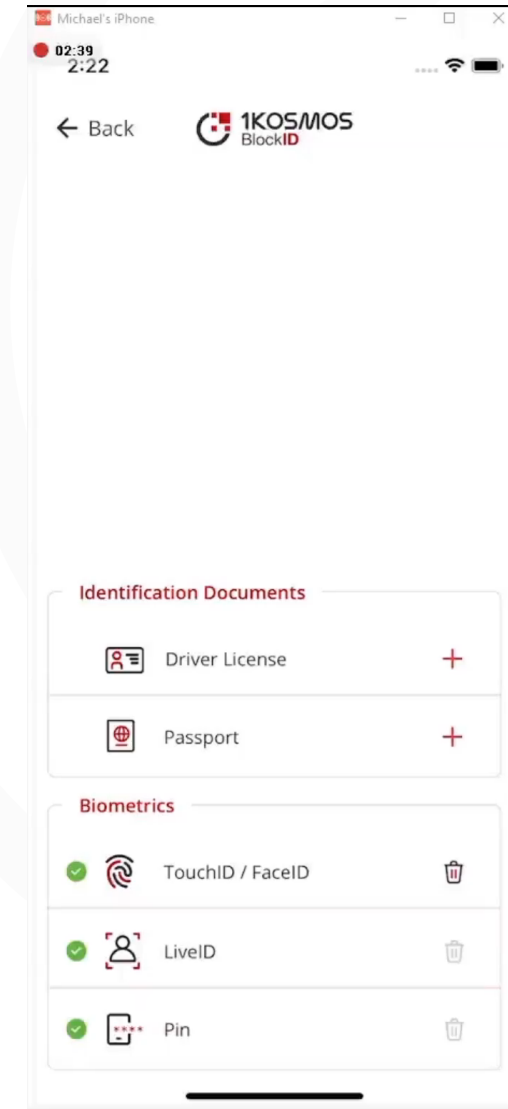 Michael's iPhone
02:39
2:22
Back
1KOSMOS
BlockID
Identification Documents
Driver License
Passport
Biometrics
TouchID / FaceID
LiveID
Pin